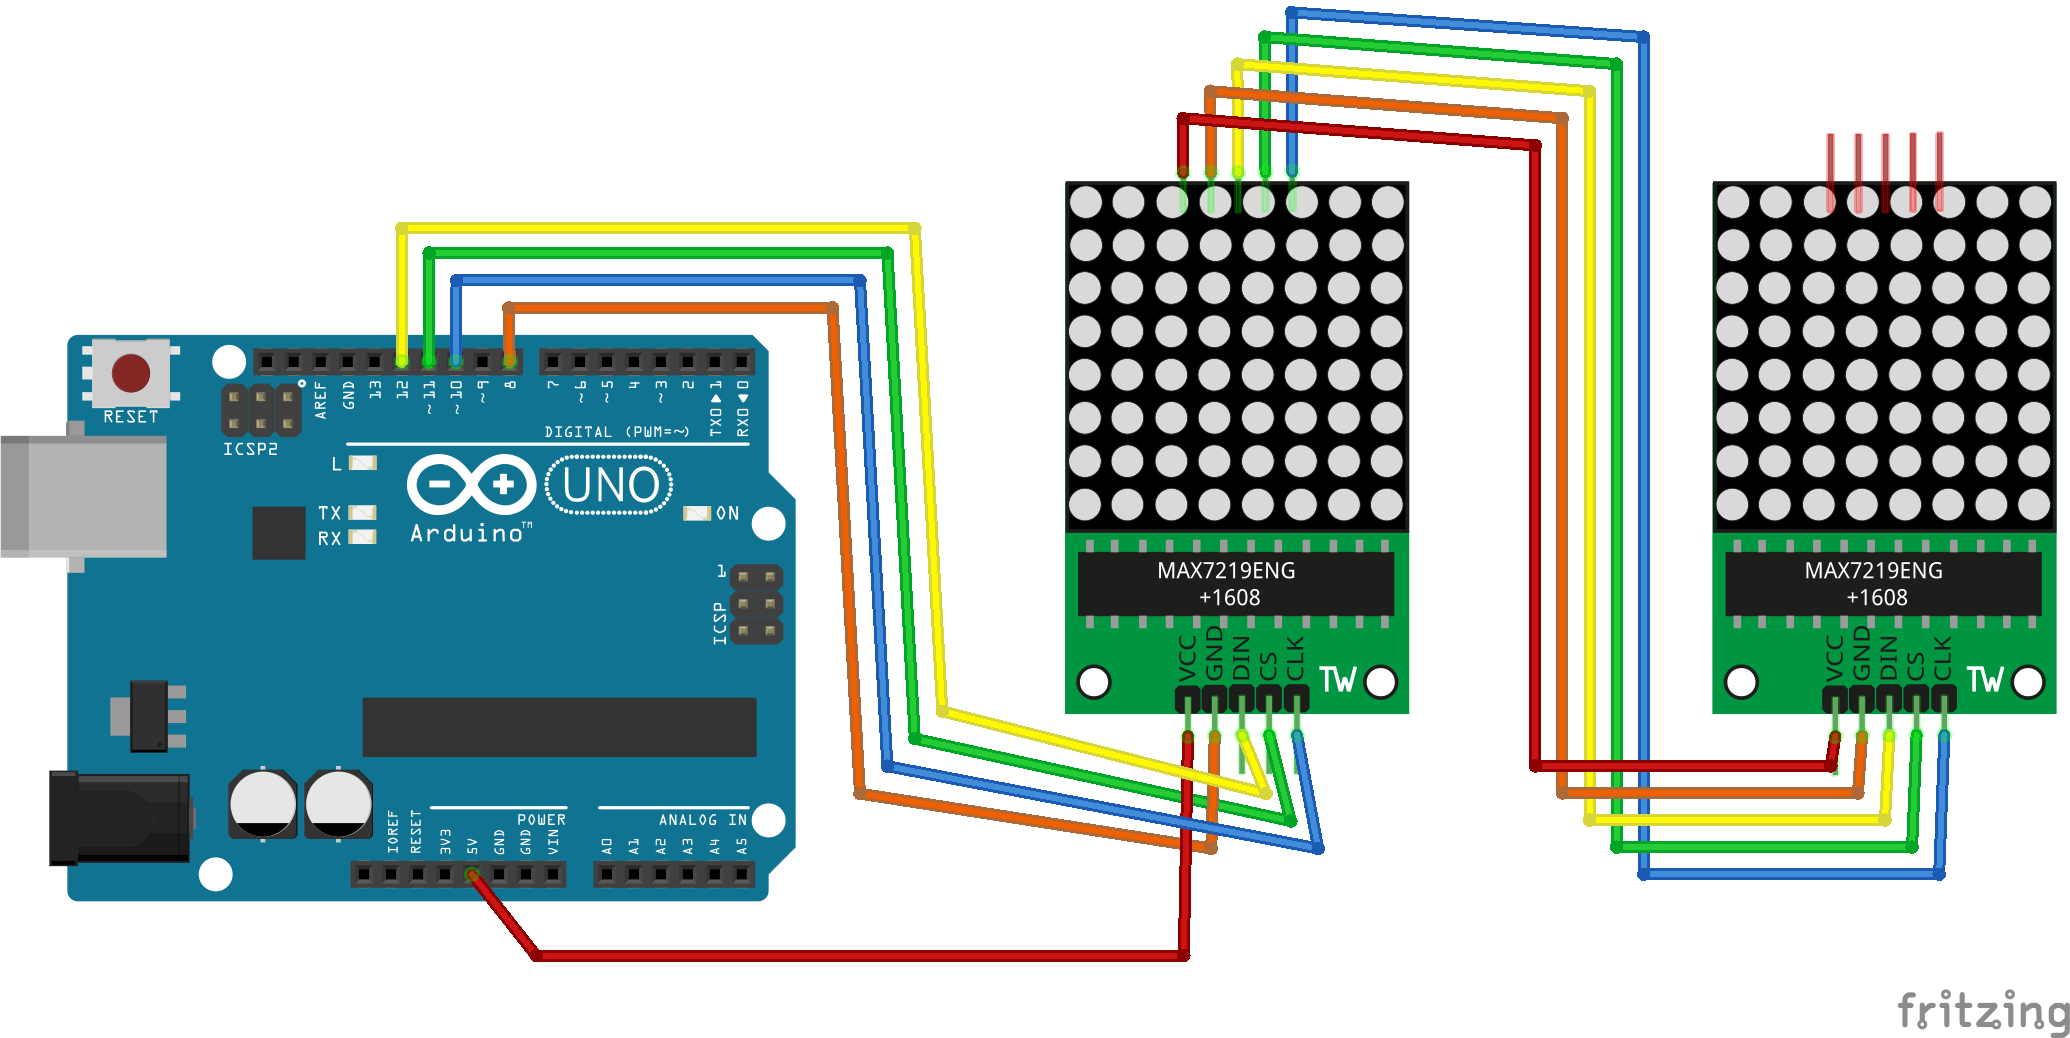 RESET
ICSP2
AREF
GND
13
12
~11
~10
~9
8
7
~6
~5
4
~3
2
TX0▶1
RX0◀0
DIGITAL (PWM=~)
L
TX
RX
Arduino™
UNO
ON
1
ICSP
IOREF
RESET
3V3
5V
GND
GND
VIN
POWER
A0
A1
A2
A3
A4
A5
ANALOG IN
MAX7219ENG
+1608
VCC
GND
DIN
CS
CLK
TW
MAX7219ENG
+1608
VCC
GND
DIN
CS
CLK
TW
fritzing